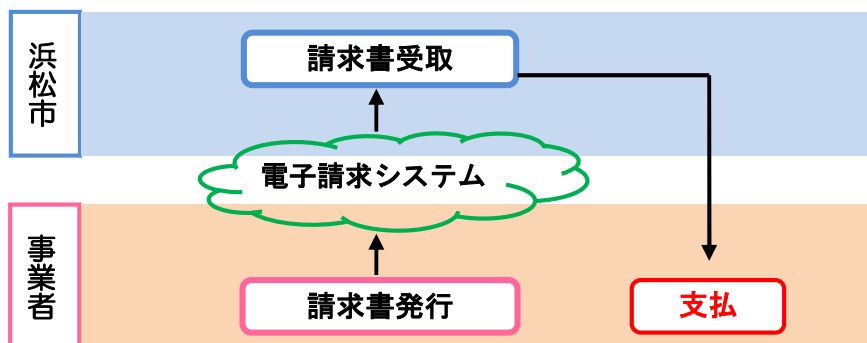 浜松市
請求書受取
電子請求システム
事業者
請求書発行
支払